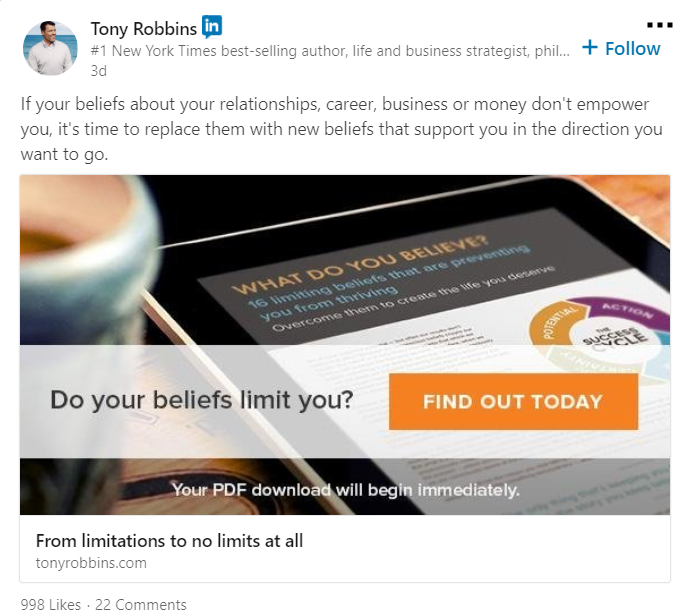 Tony Robbins in
#1 New York Times best-selling author, life and business strategist, phil...
+ Follow
3d
If your beliefs about your relationships, career, business or money don't empower
you, it's time to replace them with new beliefs that support you in the direction you
want to go.
WHAT DO YOU BELIEVE?
16 limiting beliefs that are preventing
you from thriving
Overcome them to create the life you deserve
POTENTIAL
ACTION
THE
SUCCESS
CYCLE
Do your beliefs limit you?
FIND OUT TODAY
Your PDF download will begin immediately.
From limitations to no limits at all
tonyrobbins.com
998 Likes · 22 Comments